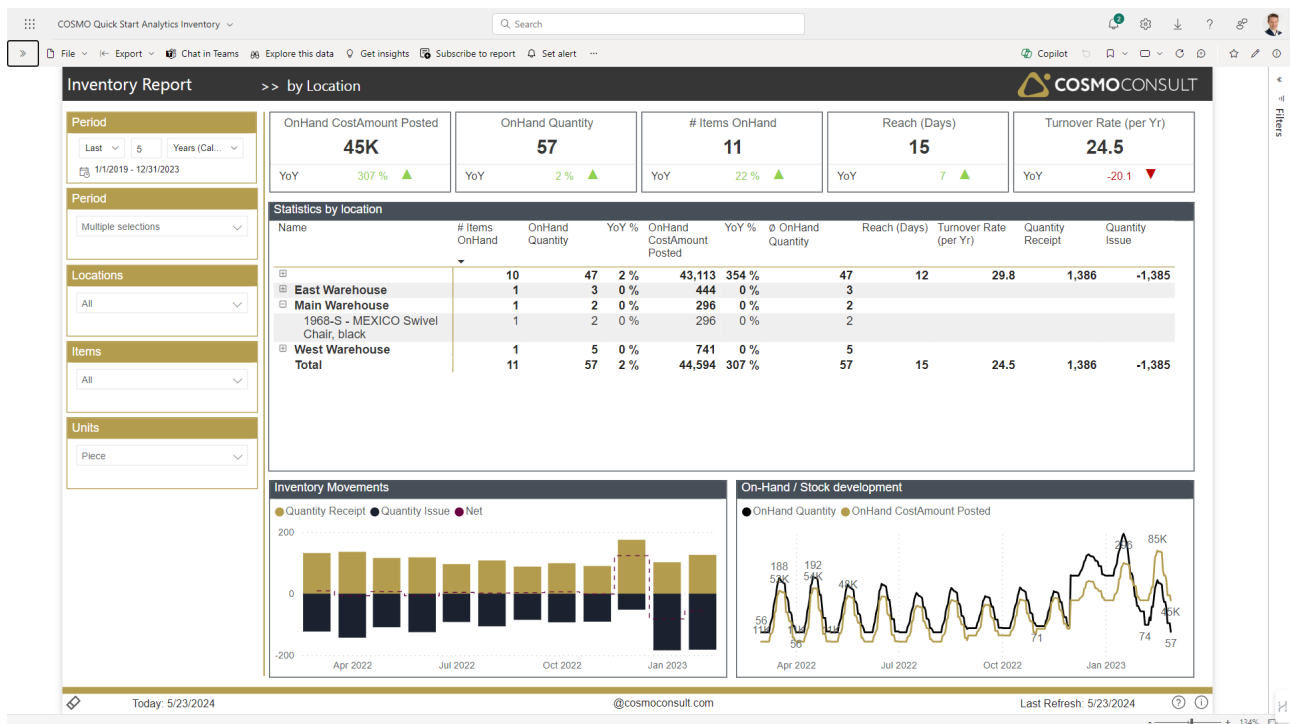 COSMO Quick Start Analytics Inventory
Search
2
File
Export
Chat in Teams
Explore this data
Get insights
Subscribe to report
Set alert
Copilot
Inventory Report
>> by Location
COSMOCONSULT
Filters
Period
Last
5
Years (Cal...
1/1/2019 - 12/31/2023
Period
Multiple selections
Locations
All
Items
All
Units
Piece
OnHand CostAmount Posted
45K
YoY 307 %
OnHand Quantity
57
YoY 2 %
# Items OnHand
11
YoY 22 %
Reach (Days)
15
YoY 7
Turnover Rate (per Yr)
24.5
YoY -20.1
Statistics by location
Name # Items OnHand OnHand Quantity YoY % OnHand CostAmount Posted YoY % Ø OnHand Quantity Reach (Days) Turnover Rate (per Yr) Quantity Receipt Quantity Issue
10 47 2 % 43,113 354 % 47 12 29.8 1,386 -1,385
East Warehouse 1 3 0 % 444 0 % 3
Main Warehouse 1 2 0 % 296 0 % 2
1968-S - MEXICO Swivel 1 2 0 % 296 0 % 2
Chair, black
West Warehouse 1 5 0 % 741 0 % 5
Total 11 57 2 % 44,594 307 % 57 15 24.5 1,386 -1,385
Inventory Movements
Quantity Receipt Quantity Issue Net
200
0
-200
Apr 2022 Jul 2022 Oct 2022 Jan 2023
On-Hand / Stock development
OnHand Quantity OnHand CostAmount Posted
188
53K
192
54K
48K
56
11K
56
71
296
85K
45K
74
57
Apr 2022 Jul 2022 Oct 2022 Jan 2023
Today: 5/23/2024
@cosmoconsult.com
Last Refresh: 5/23/2024
134%